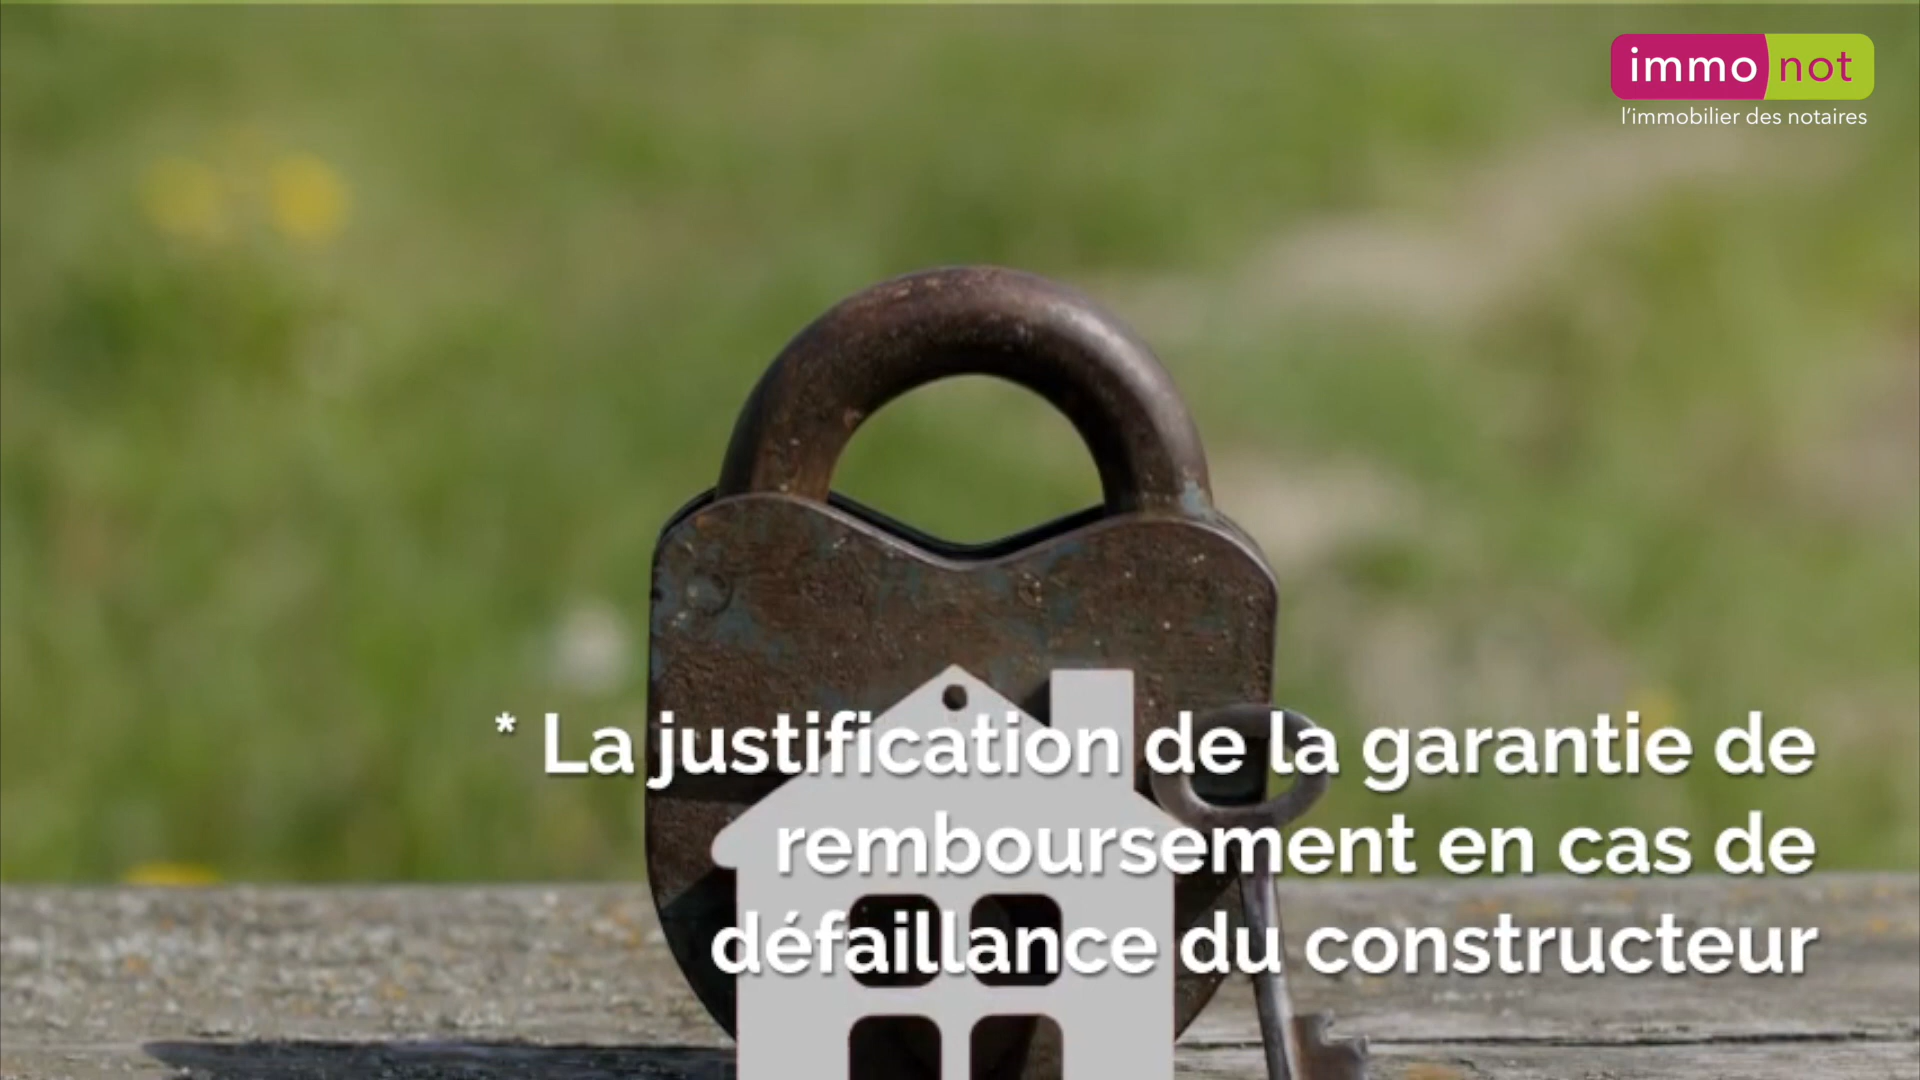 immo not
l'immobilier des notaires
* La justification de la garantie de
remboursement en cas de
défaillance du constructeur